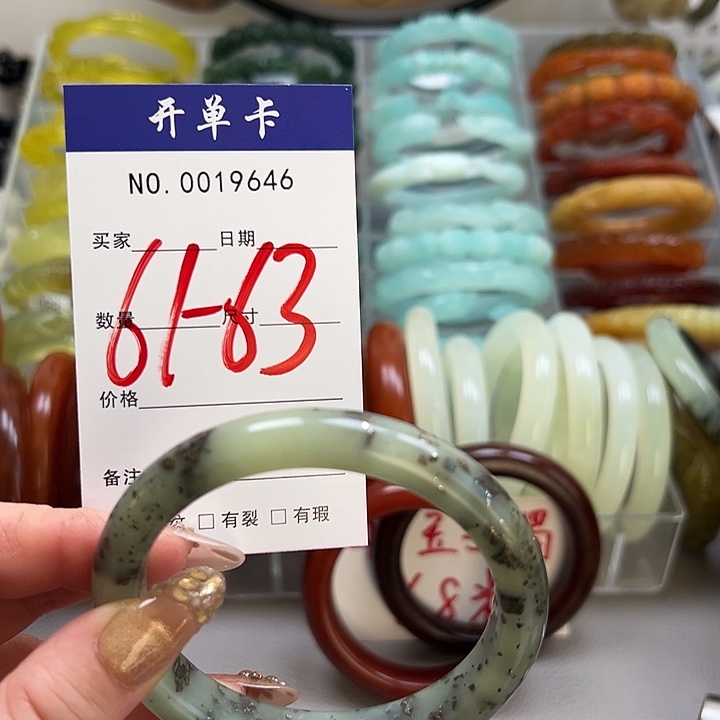 开单卡
NO. 0019646
买家 日期
61-63
数量 尺寸
价格
备注
纹 □ 有裂 □ 有瑕